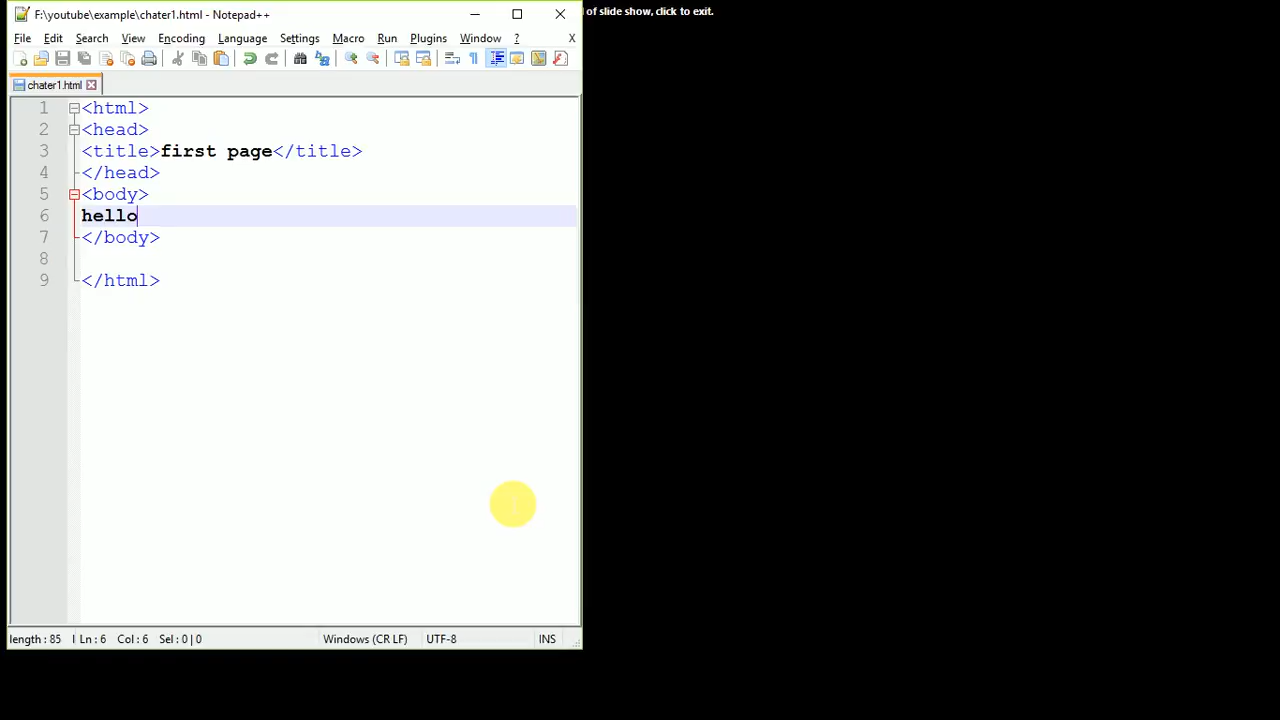 F:\youtube\example\chater1.html - Notepad++
of slide show, click to exit.
File Edit Search View Encoding Language Settings Macro Run Plugins Window ? X
chater1.html
1 <html>
2 <head>
3 <title>first page</title>
4 </head>
5 <body>
6 hello
7 </body>
8
9 </html>
length : 85 l Ln : 6 Col : 6 Sel : 0 | 0 Windows (CR LF) UTF-8 INS